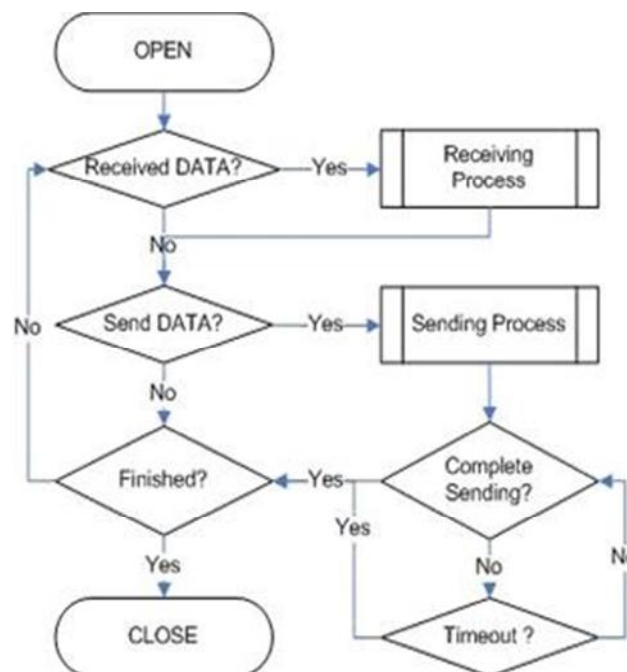 OPEN
Received DATA?
Yes
Receiving
Process
No
Send DATA?
Yes
Sending Process
No
No
Finished?
Yes
Complete
Sending?
Yes
No
No
Yes
CLOSE
Timeout ?